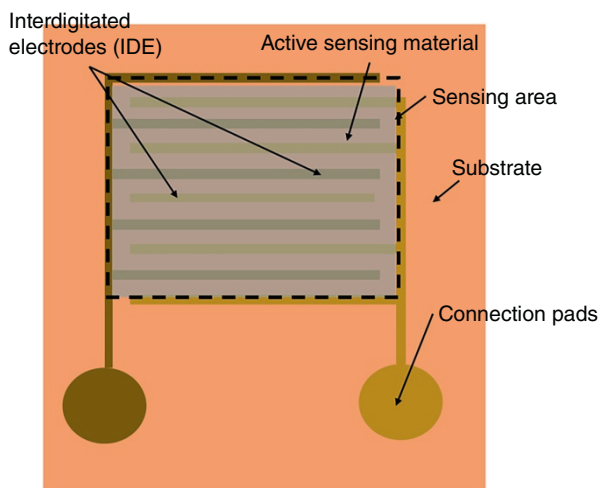 Interdigitated
electrodes (IDE)
Active sensing material
Sensing area
Substrate
Connection pads